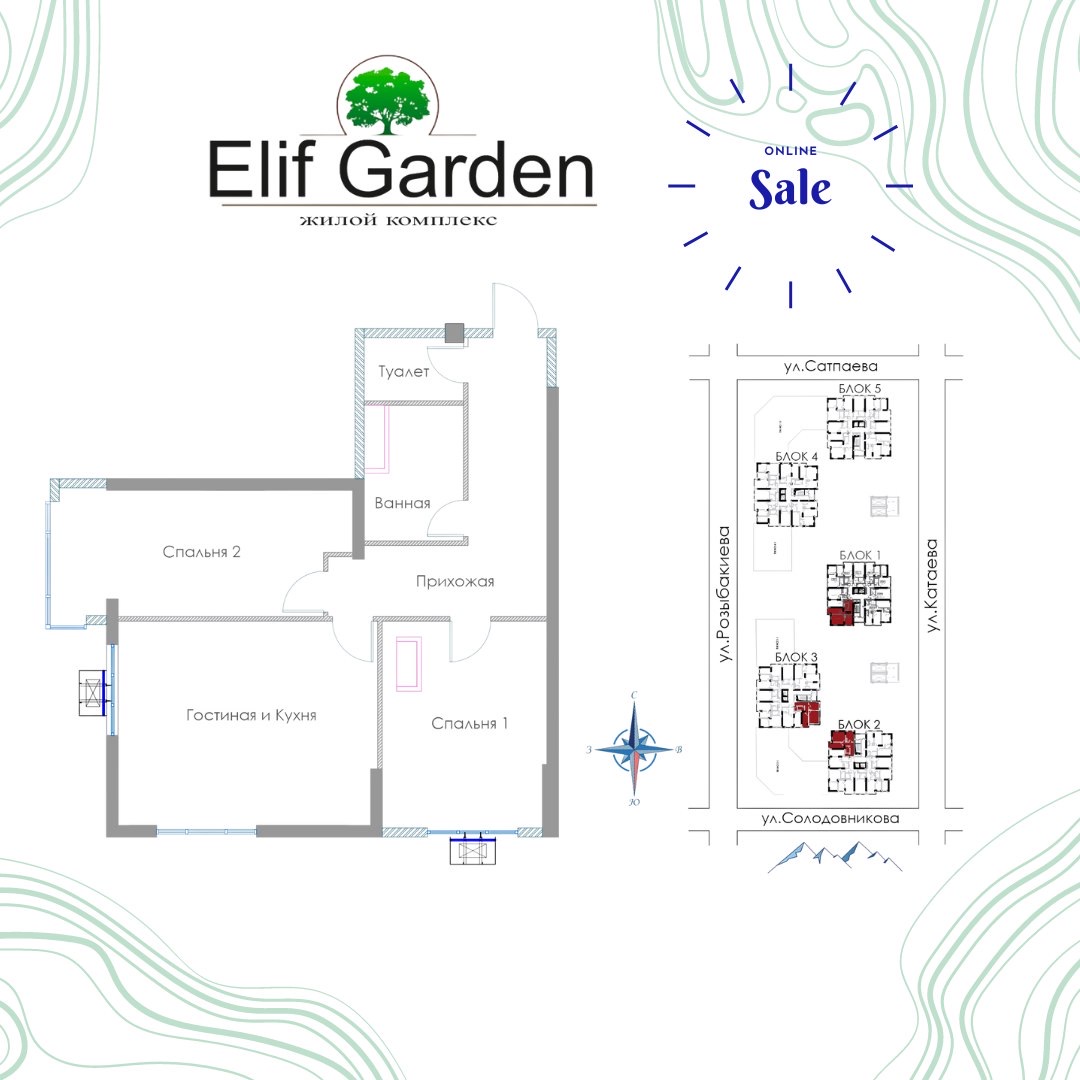 Elif Garden
жилой комплекс
ONLINE
Sale
Туалет
Ванная
Спальня 2
Прихожая
Гостиная и Кухня
Спальня 1
С
З
В
Ю
ул.Сатпаева
БЛОК 5
БЛОК 4
БЛОК 1
БЛОК 3
БЛОК 2
ул.Розыбакиева
ул.Катаева
ул.Солодовникова